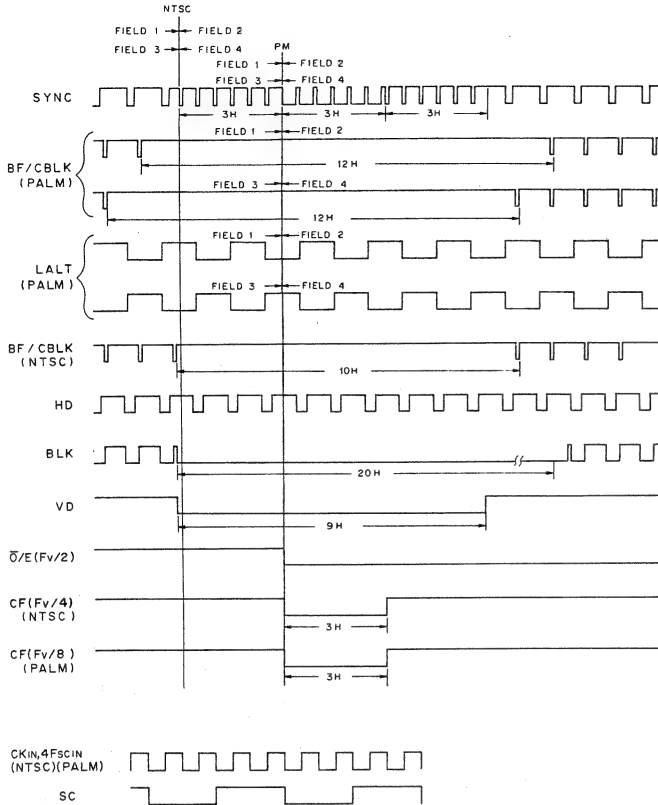 NTSC
FIELD 1 FIELD 2
FIELD 3 FIELD 4
PM
FIELD 1 FIELD 2
FIELD 3 FIELD 4
SYNC
3H 3H 3H
FIELD 1 FIELD 2
12H
BF/CBLK
(PALM)
FIELD 3 FIELD 4
12H
FIELD 1 FIELD 2
LALT
(PALM)
FIELD 3 FIELD 4
BF/CBLK
(NTSC)
10H
HD
BLK
20H
VD
9H
O̅/E(Fv/2)
CF(Fv/4)
(NTSC)
3H
CF(Fv/8)
(PALM)
3H
CKIN,4FSCIN
(NTSC)(PALM)
SC